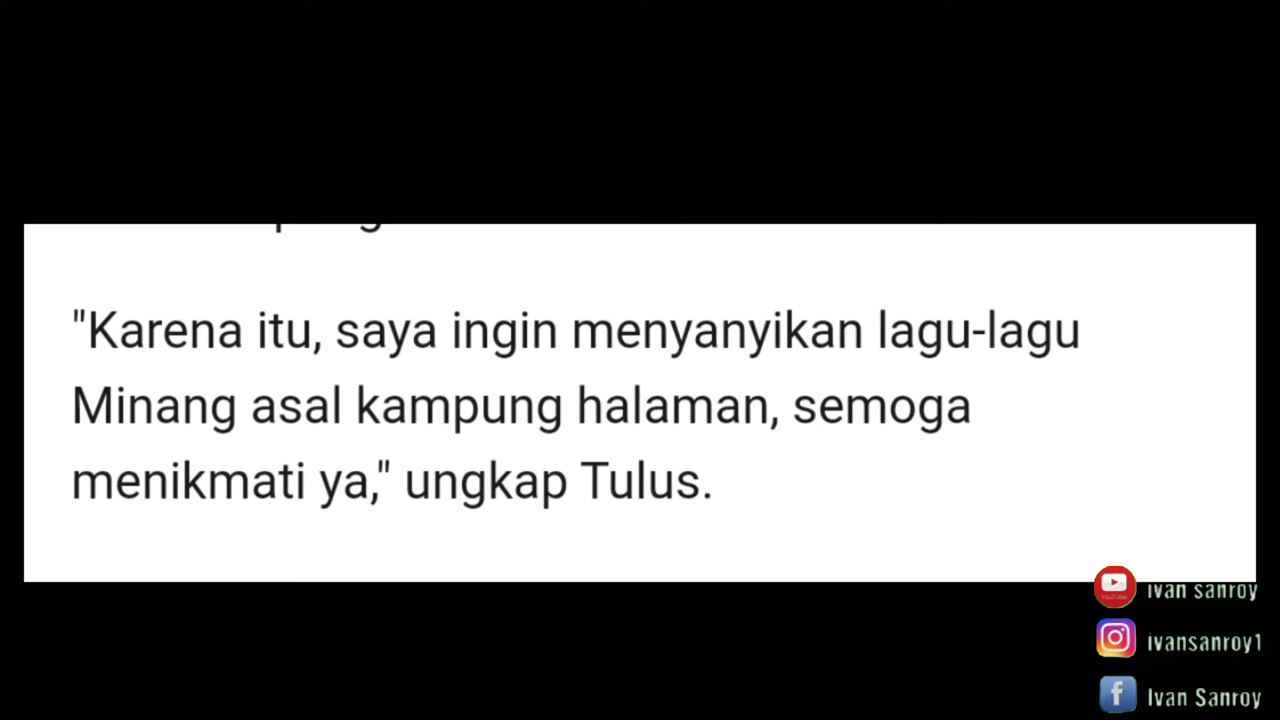 "Karena itu, saya ingin menyanyikan lagu-lagu
Minang asal kampung halaman, semoga
menikmati ya," ungkap Tulus.
YouTube
ivan sanroy
ivansanroy1
Ivan Sanroy